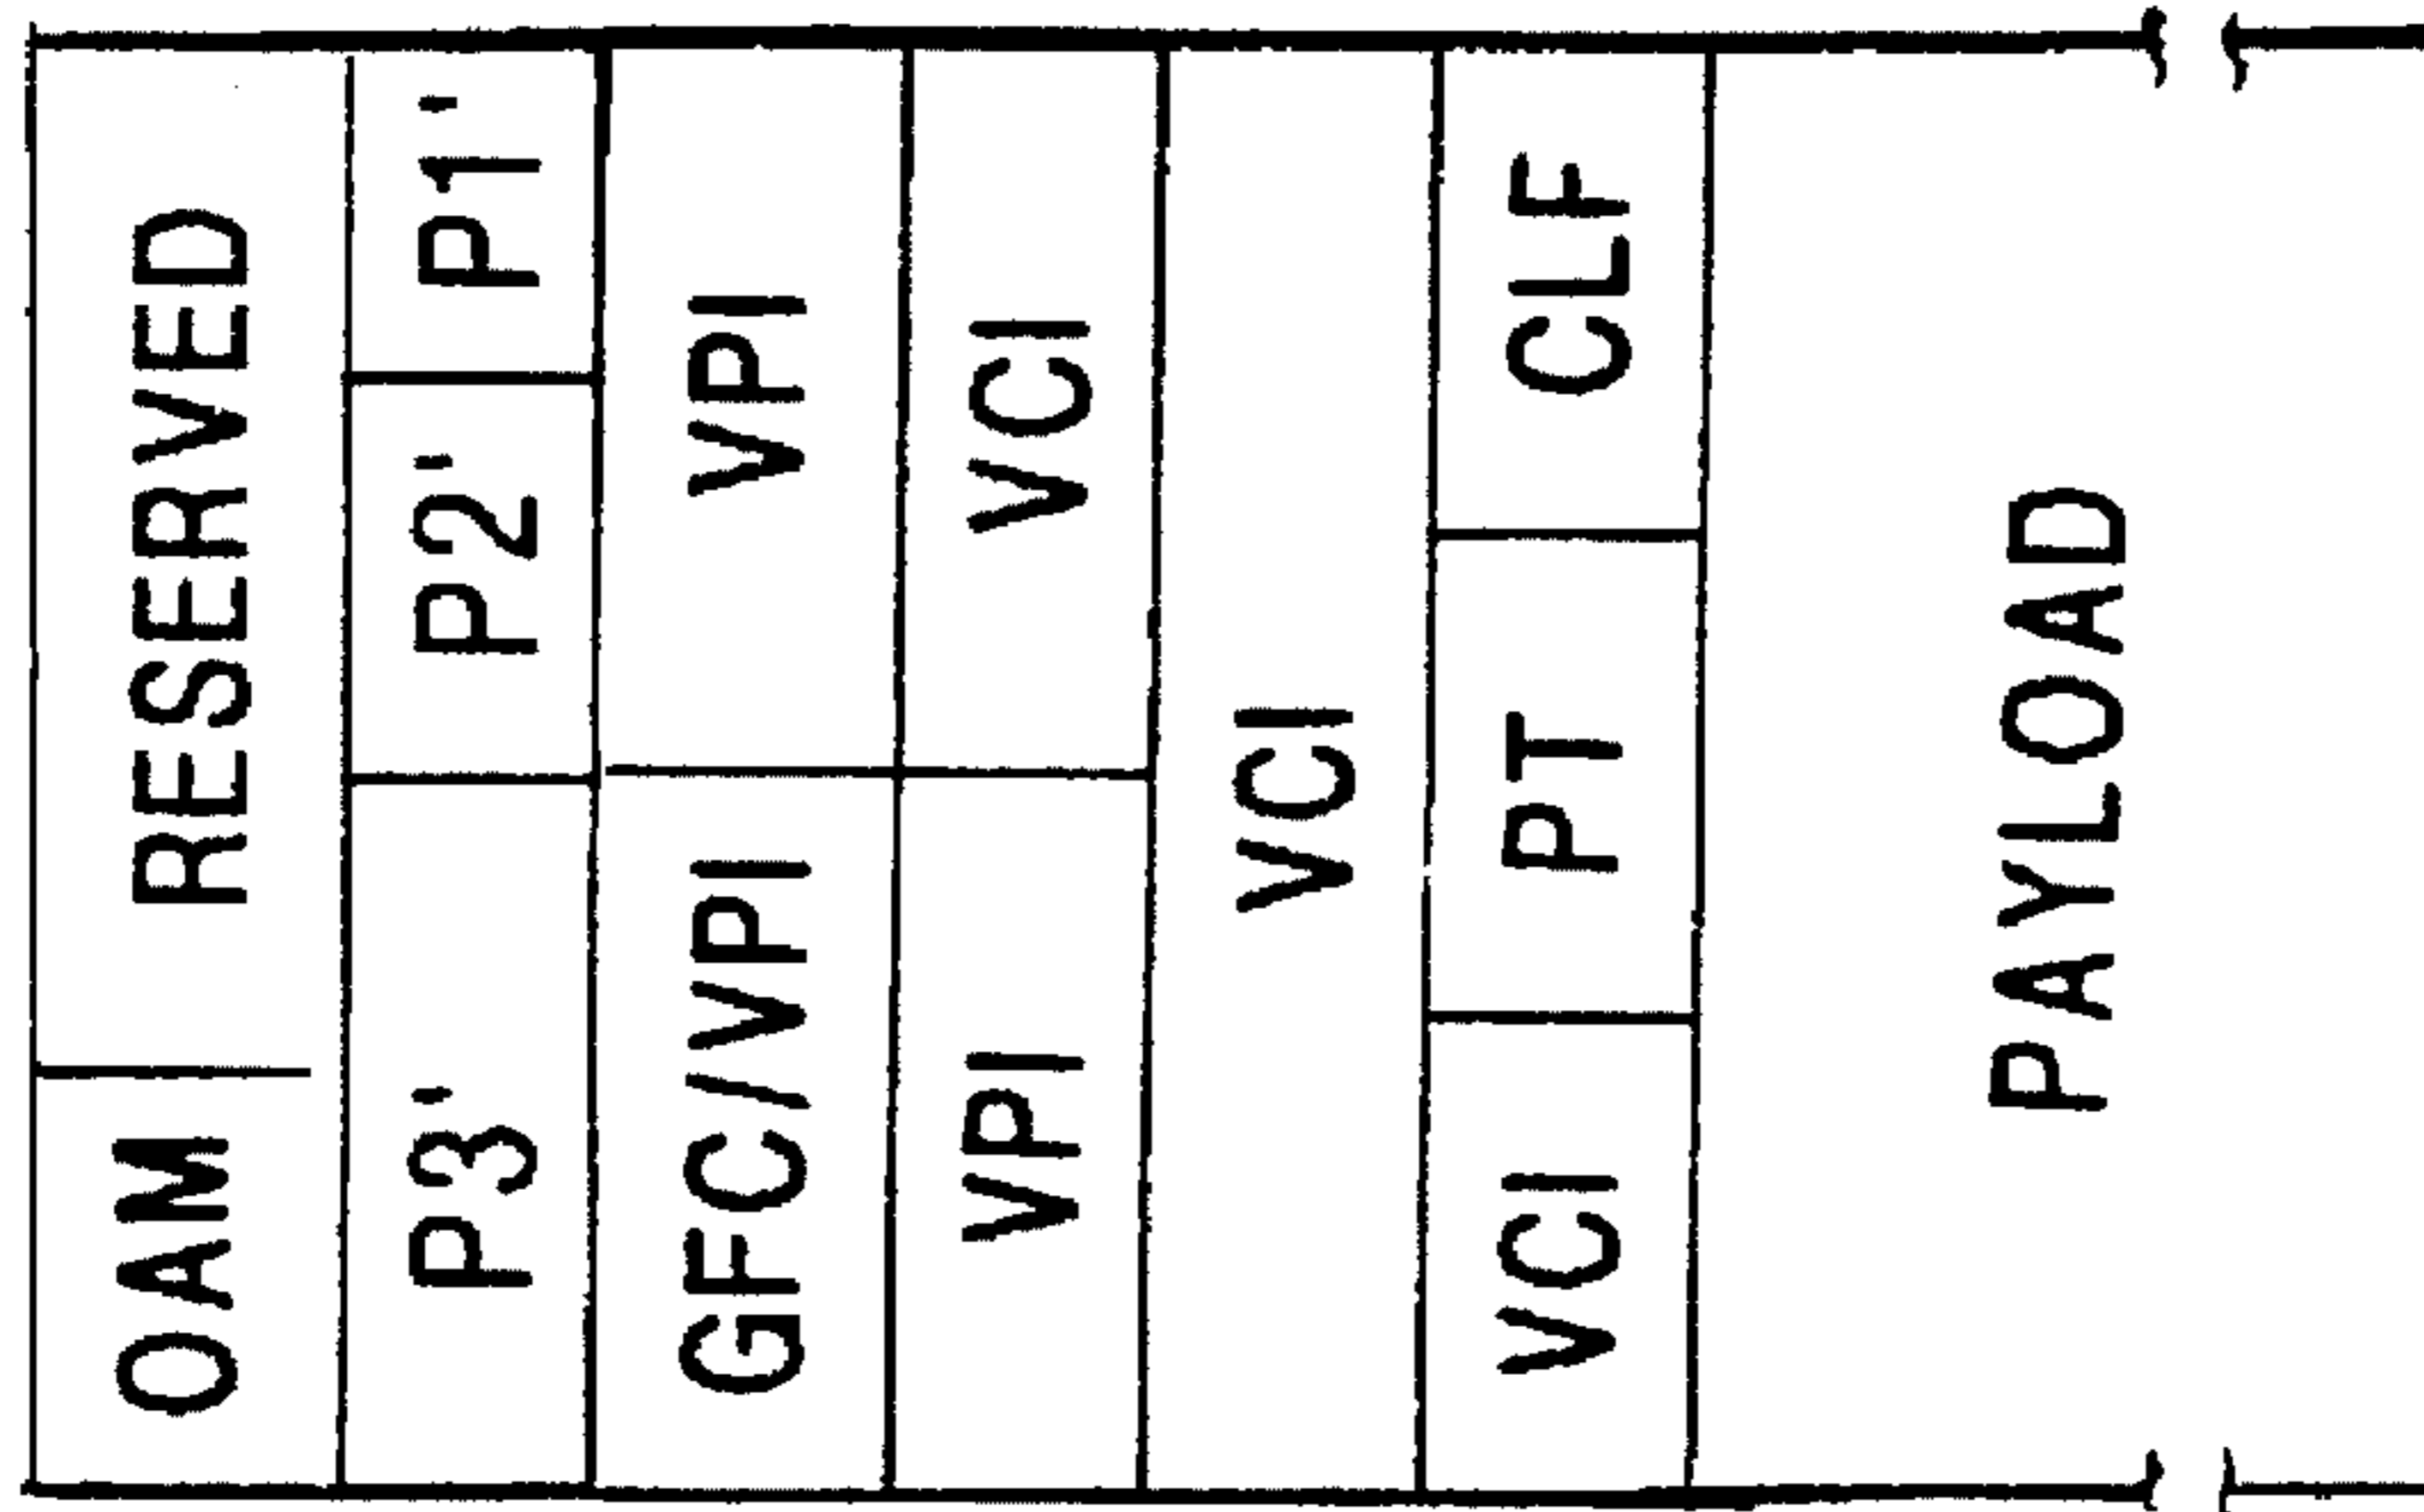 OAM RESERVED
P3' P2' P1'
GFC/VPI VPI
VPI VCI
VCI
VCI PT CLF
PAYLOAD